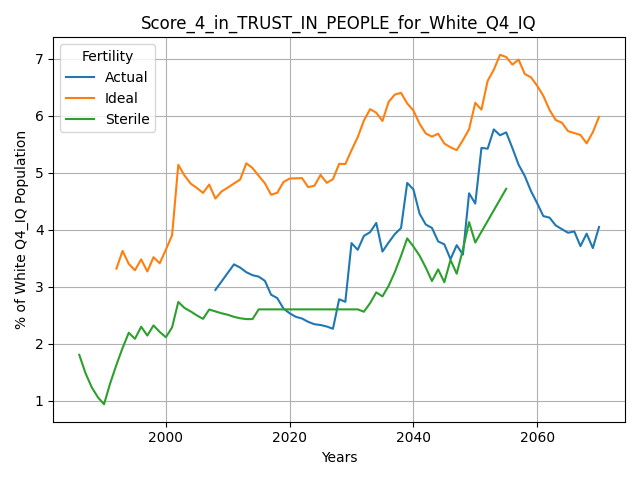 Score_4_in_TRUST_IN_PEOPLE_for_White_Q4_IQ
Fertility
Actual
Ideal
Sterile
% of White Q4_IQ Population
7
6
5
4
3
2
1
2000 2020 2040 2060
Years